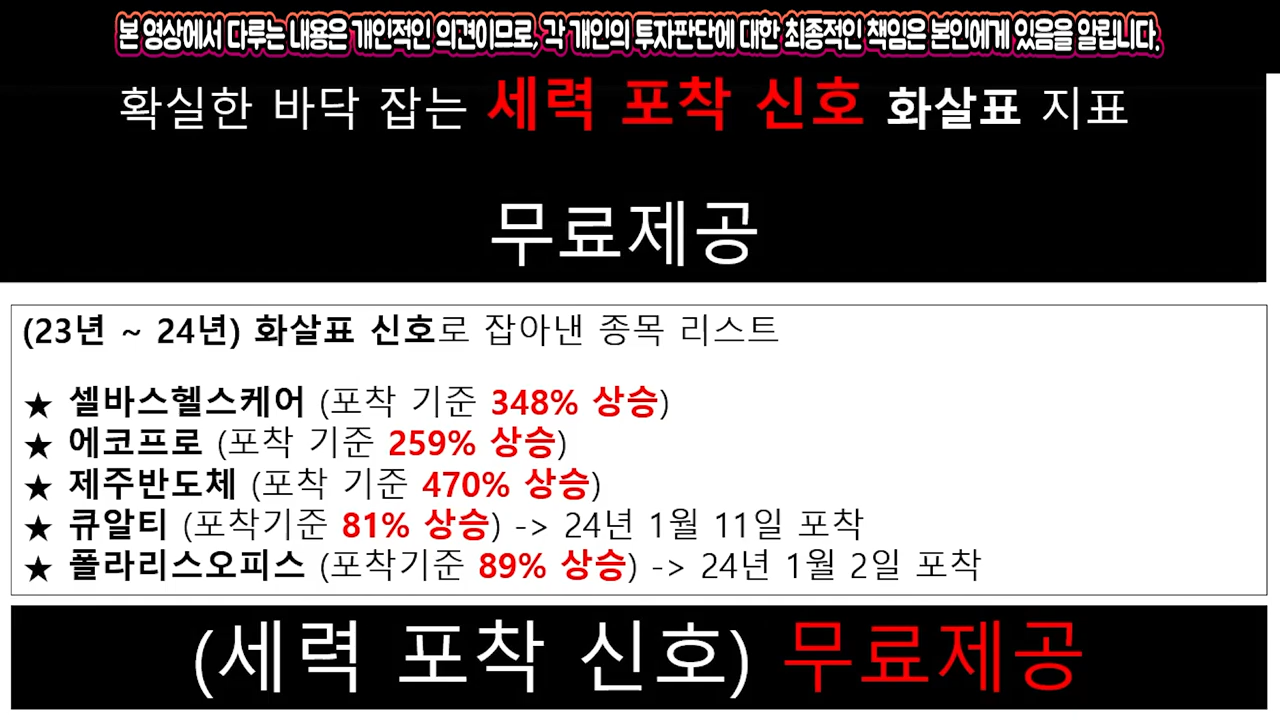 본 영상에서 다루는 내용은 개인적인 의견이므로, 각 개인의 투자판단에 대한 최종적인 책임은 본인에게 있음을 알립니다.
확실한 바닥 잡는 세력 포착 신호 화살표 지표
무료제공
(23년 ~ 24년) 화살표 신호로 잡아낸 종목 리스트
★ 셀바스헬스케어 (포착 기준 348% 상승)
★ 에코프로 (포착 기준 259% 상승)
★ 제주반도체 (포착 기준 470% 상승)
★ 큐알티 (포착기준 81% 상승) -> 24년 1월 11일 포착
★ 폴라리스오피스 (포착기준 89% 상승) -> 24년 1월 2일 포착
(세력 포착 신호) 무료제공